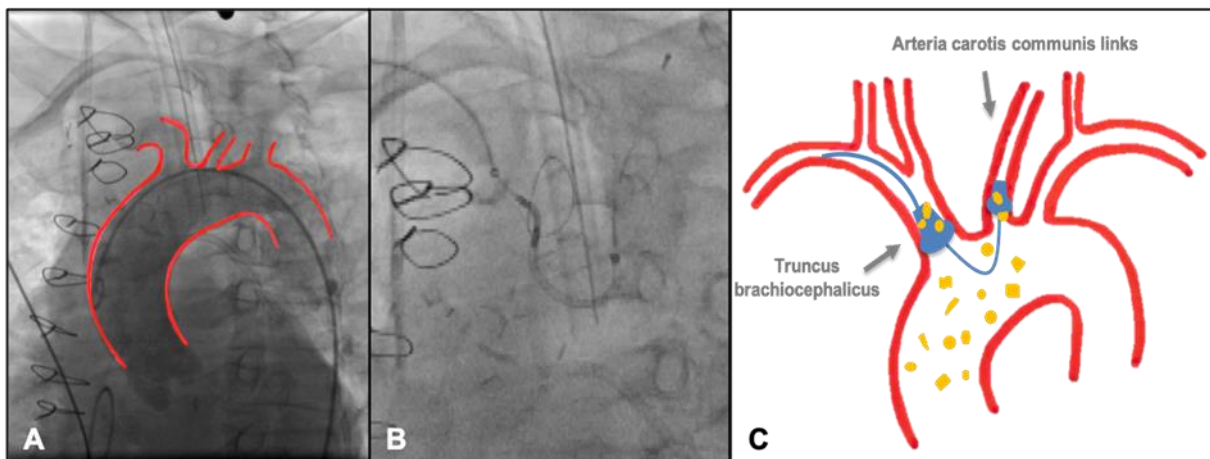 Arteria carotis communis links
Truncus
brachiocephalicus
A
B
C